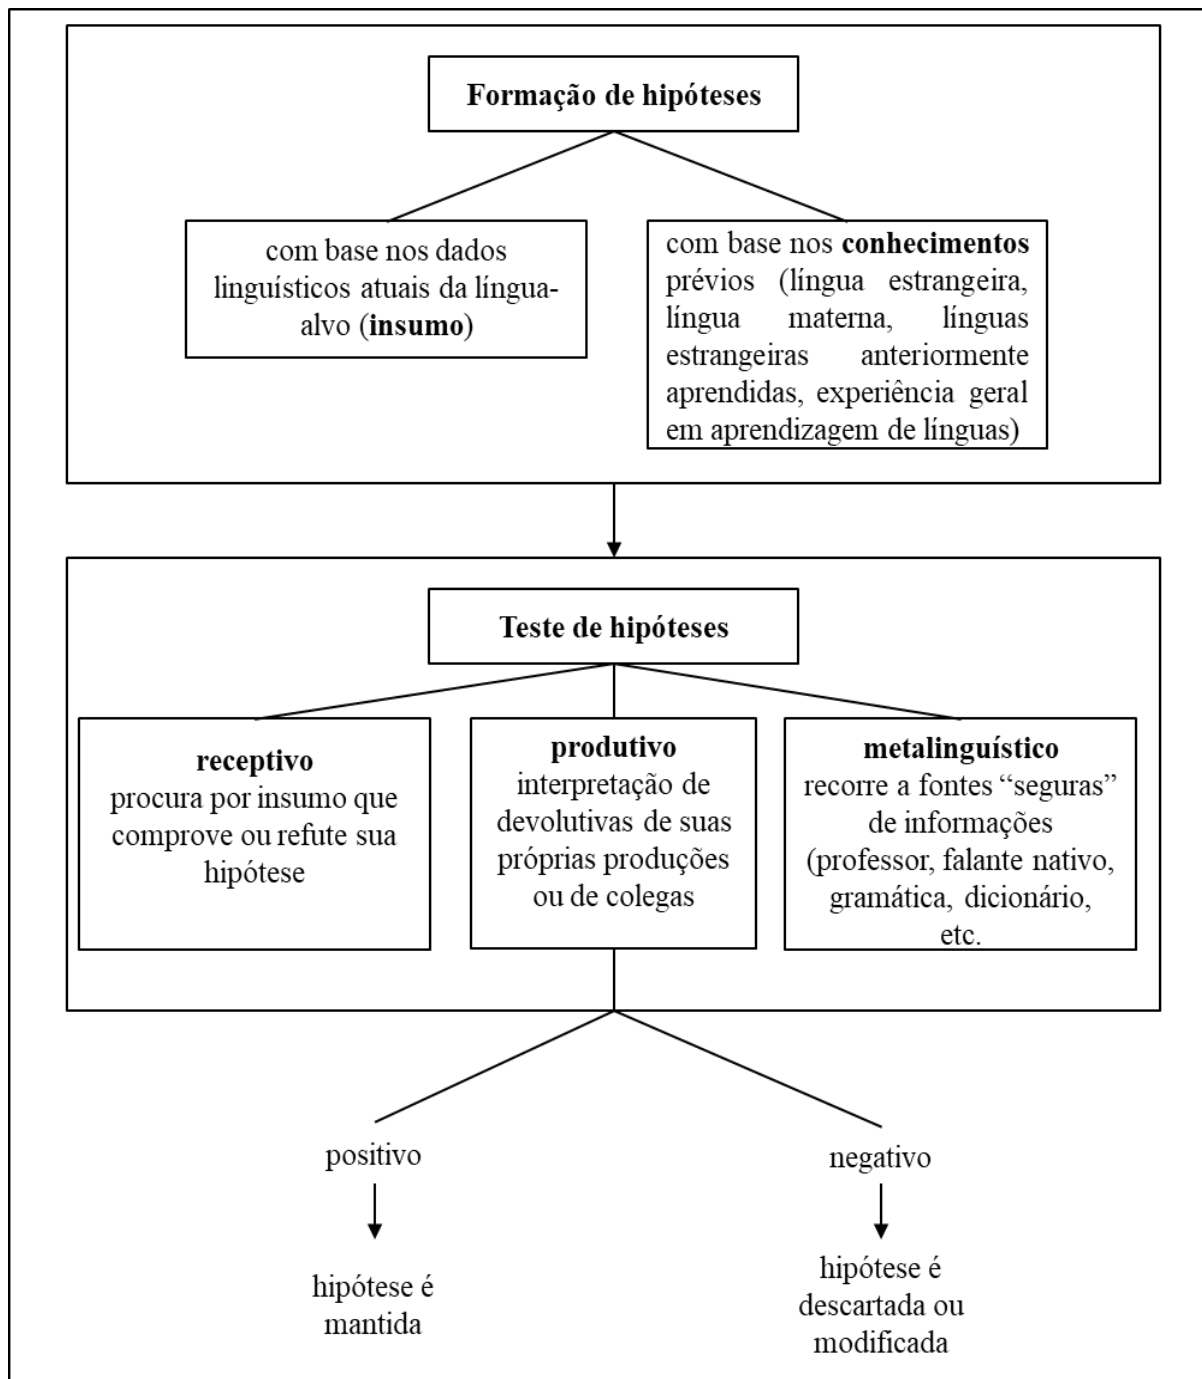 Formação de hipóteses
com base nos dados
linguísticos atuais da língua-
alvo (insumo)
com base nos conhecimentos
prévios (língua estrangeira,
língua materna, línguas
estrangeiras anteriormente
aprendidas, experiência geral
em aprendizagem de línguas)
Teste de hipóteses
receptivo
procura por insumo que
comprove ou refute sua
hipótese
produtivo
interpretação de
devolutivas de suas
próprias produções
ou de colegas
metalinguístico
recorre a fontes “seguras”
de informações
(professor, falante nativo,
gramática, dicionário,
etc.
positivo
negativo
hipótese é
mantida
hipótese é
descartada ou
modificada